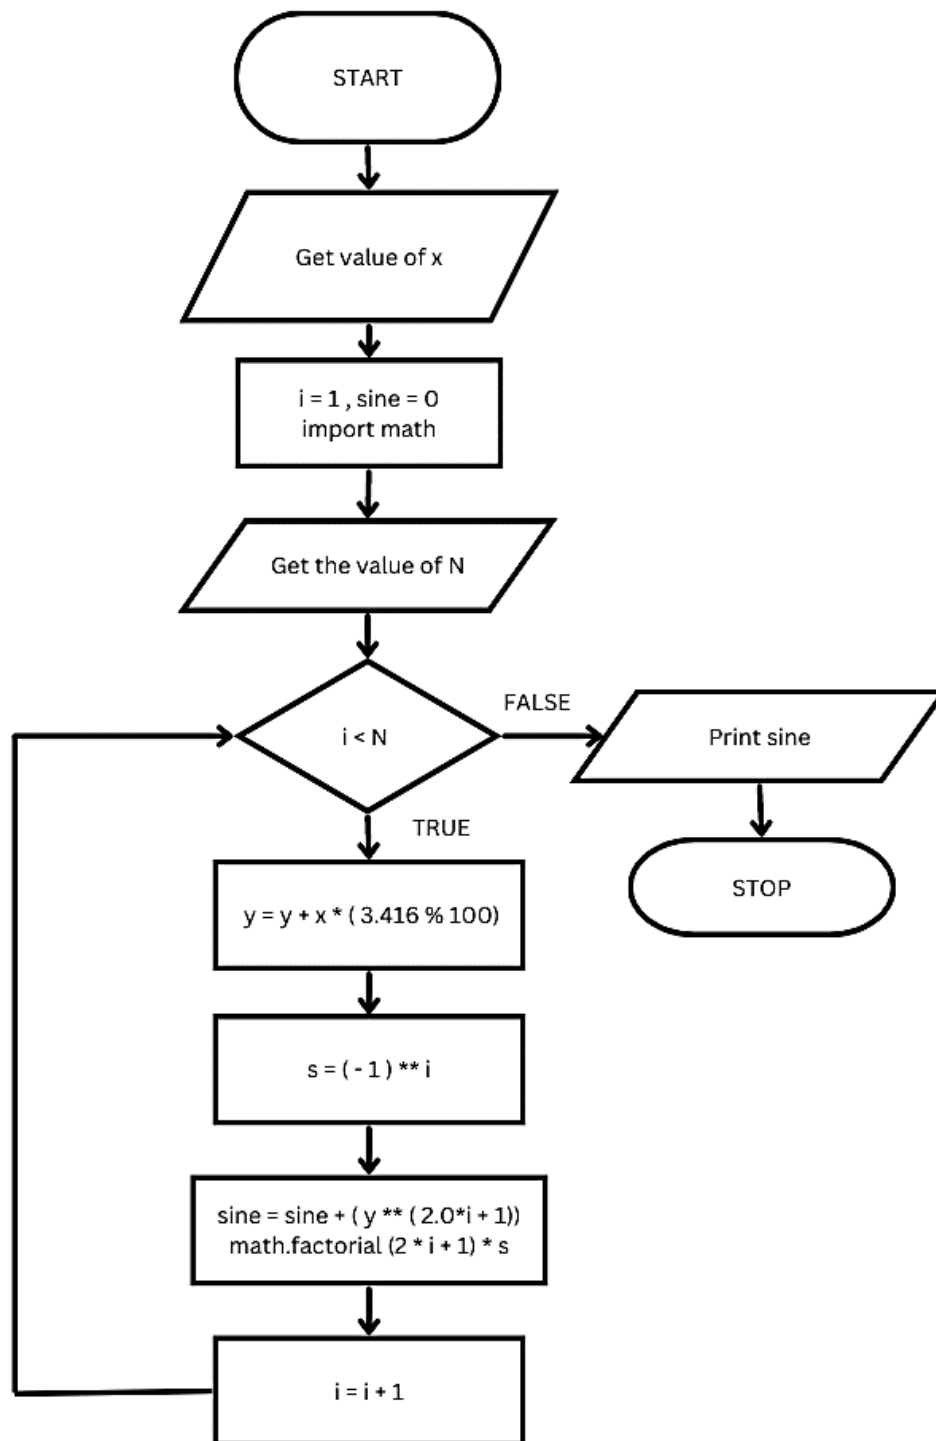 START
Get value of x
i = 1 , sine = 0
import math
Get the value of N
i < N
FALSE
Print sine
TRUE
STOP
y = y + x * ( 3.416 % 100)
s = ( - 1 ) ** i
sine = sine + ( y ** ( 2.0*i + 1))
math.factorial (2 * i + 1) * s
i = i + 1